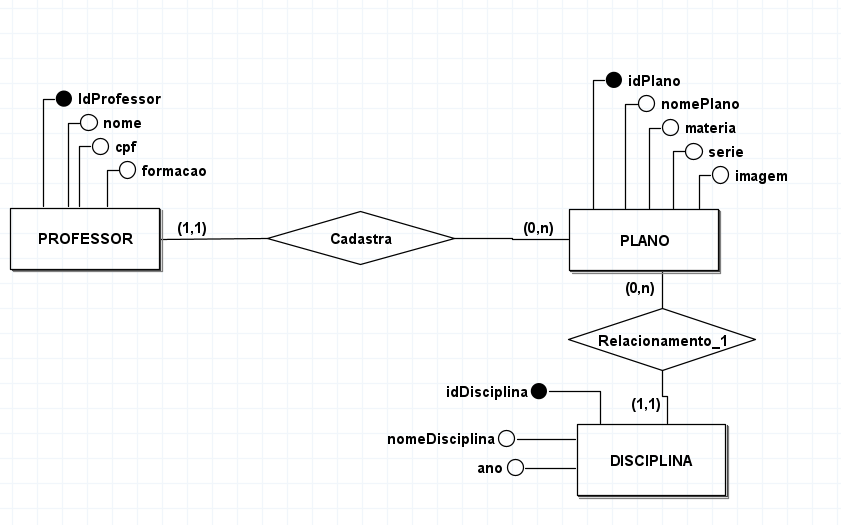 IdProfessor
nome
cpf
formacao
idPlano
nomePlano
materia
serie
imagem
PROFESSOR
(1,1)
Cadastra
(0,n)
PLANO
(0,n)
Relacionamento_1
idDisciplina
(1,1)
nomeDisciplina
ano
DISCIPLINA